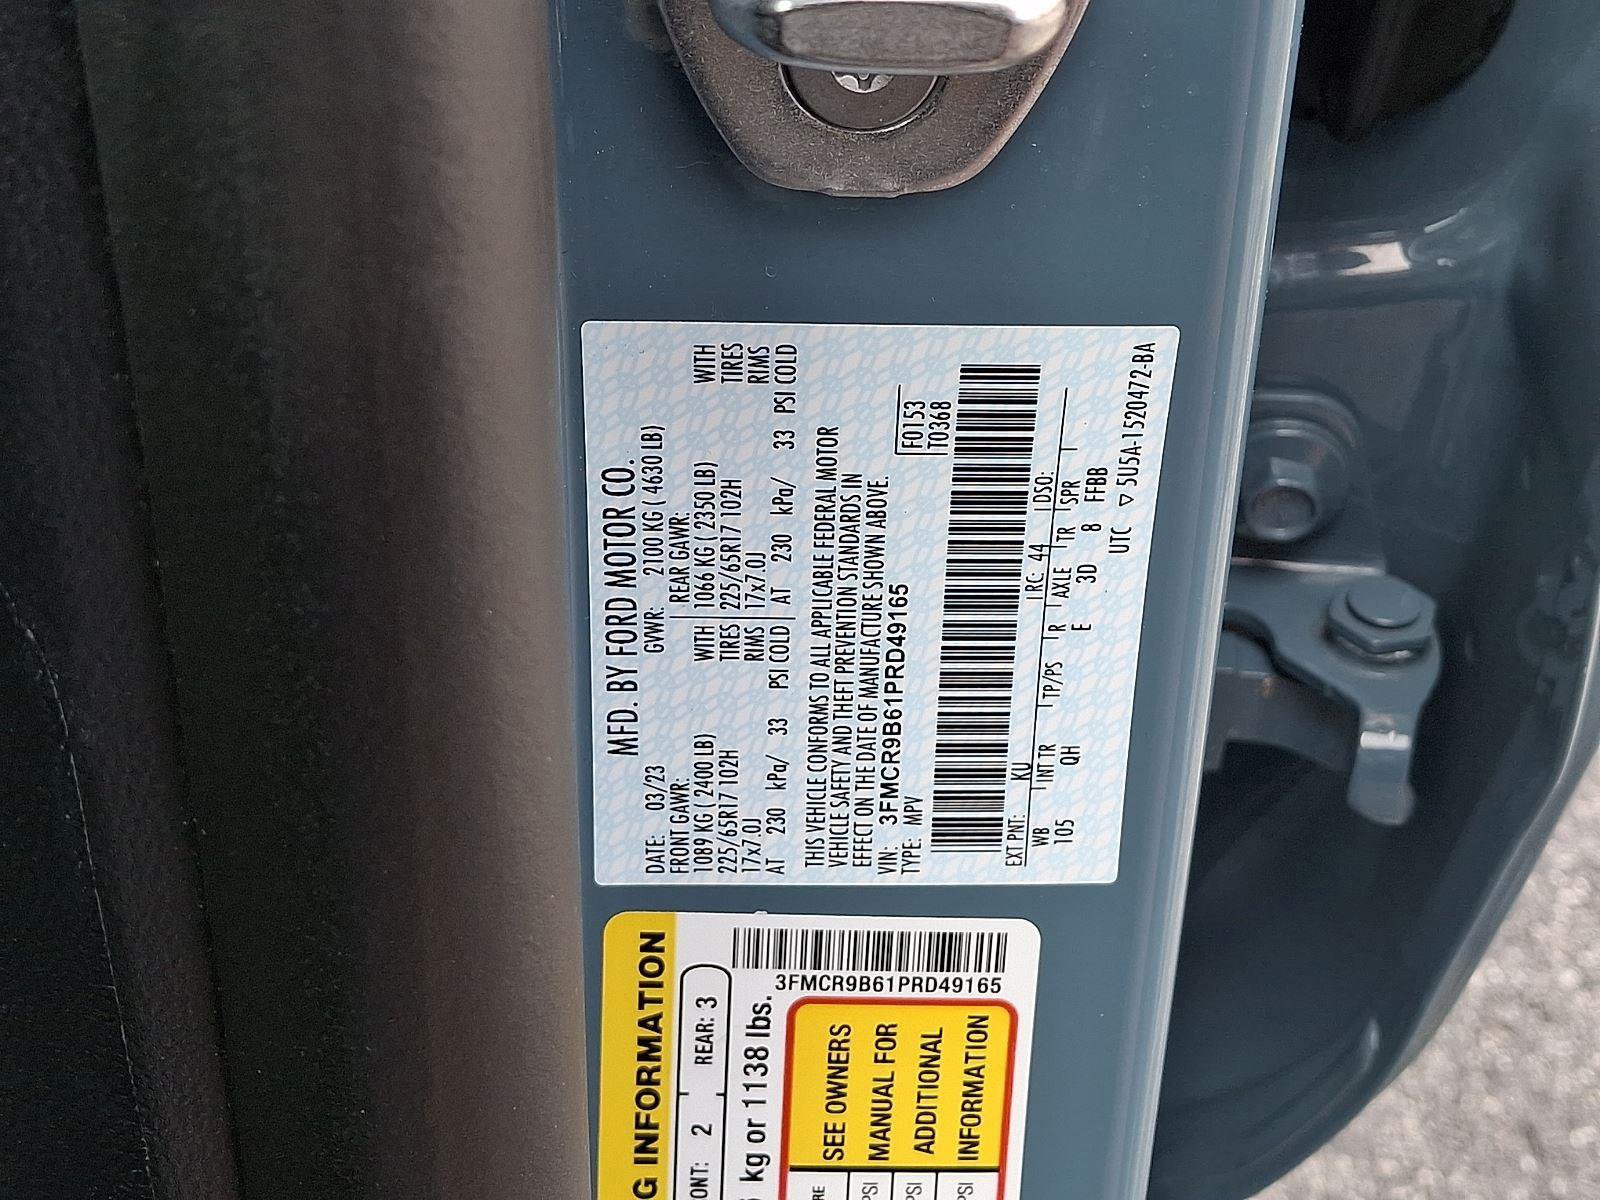 MFD. BY FORD MOTOR CO.
DATE: 03/23 GVWR: 2100 KG ( 4630 LB)
FRONT GAWR: REAR GAWR:
1089 KG ( 2400 LB) WITH 1066 KG ( 2350 LB) WITH
225/65R17 102H TIRES 225/65R17 102H TIRES
17x7.0J RIMS 17x7.0J RIMS
AT 230 kPa/ 33 PSI COLD AT 230 kPa/ 33 PSI COLD
THIS VEHICLE CONFORMS TO ALL APPLICABLE FEDERAL MOTOR
VEHICLE SAFETY AND THEFT PREVENTION STANDARDS IN
EFFECT ON THE DATE OF MANUFACTURE SHOWN ABOVE.
VIN: 3FMCR9B61PRD49165 F0153
TYPE: MPV T0368
EXT PNT: KU RC: 44 DSO:
WB INT TR TP/PS R AXLE TR SPR
105 QH E 3D 8 FFBB
UTC ▽ 5U5A-1520472-BA
G INFORMATION
ONT: 2 REAR: 3
kg or 1138 lbs.
3FMCR9B61PRD49165
SEE OWNERS
MANUAL FOR
ADDITIONAL
INFORMATION
RE
PSI
PSI
PSI